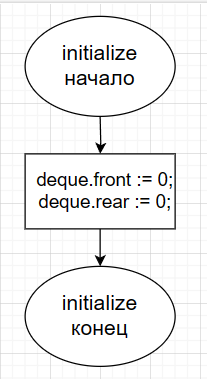 initialize
начало
deque.front := 0;
deque.rear := 0;
initialize
конец